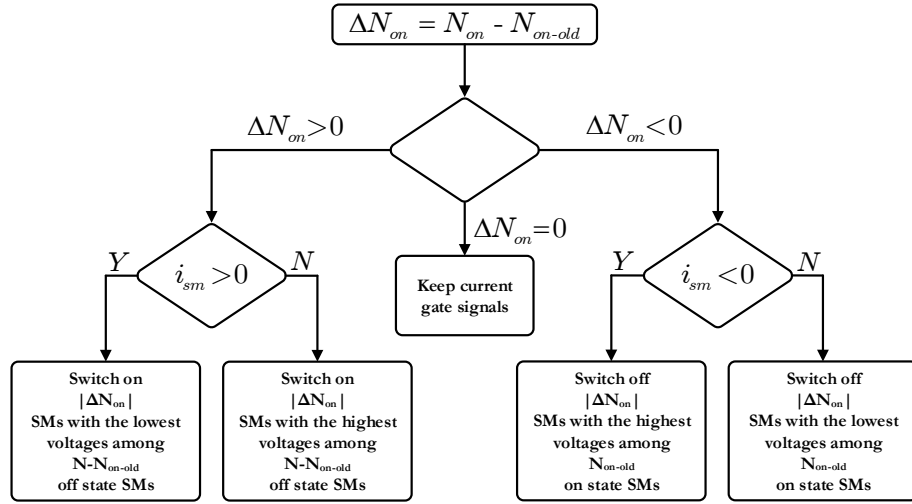 ΔN_on = N_on - N_on-old
ΔN_on>0
ΔN_on<0
ΔN_on=0
Y
i_sm >0
N
Keep current
gate signals
Y
i_sm <0
N
Switch on
|ΔN_on|
SMs with the lowest
voltages among
N-N_on-old
off state SMs
Switch on
|ΔN_on|
SMs with the highest
voltages among
N-N_on-old
off state SMs
Switch off
|ΔN_on|
SMs with the highest
voltages among
N_on-old
on state SMs
Switch off
|ΔN_on|
SMs with the lowest
voltages among
N_on-old
on state SMs